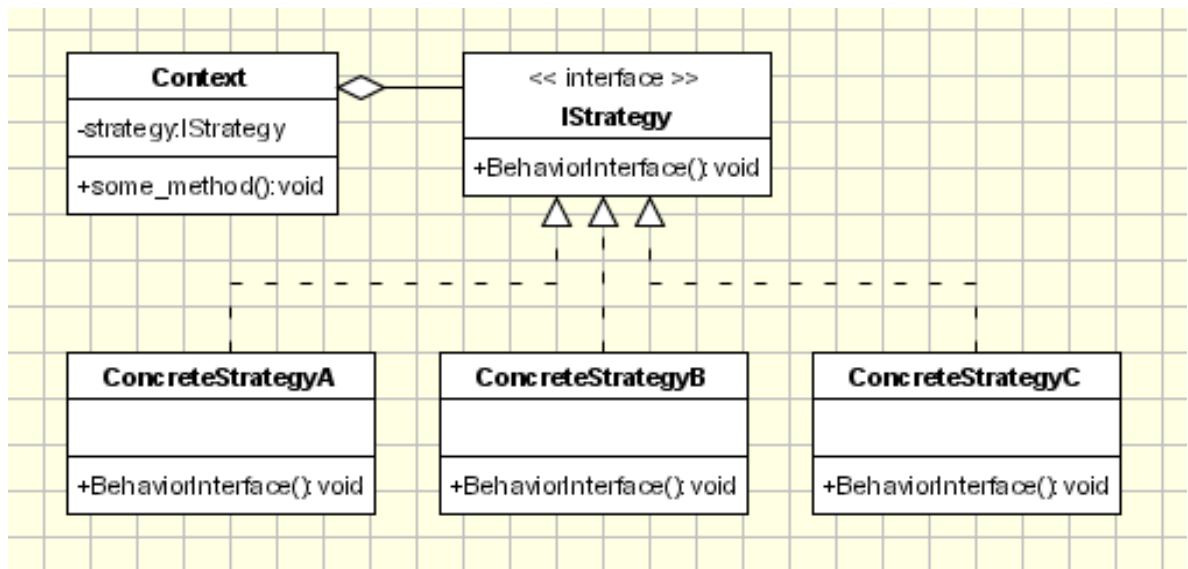 Context
-strategy:IStrategy
+some_method():void
<< interface >>
IStrategy
+BehaviorInterface():void
ConcreteStrategyA
+BehaviorInterface():void
ConcreteStrategyB
+BehaviorInterface():void
ConcreteStrategyC
+BehaviorInterface():void